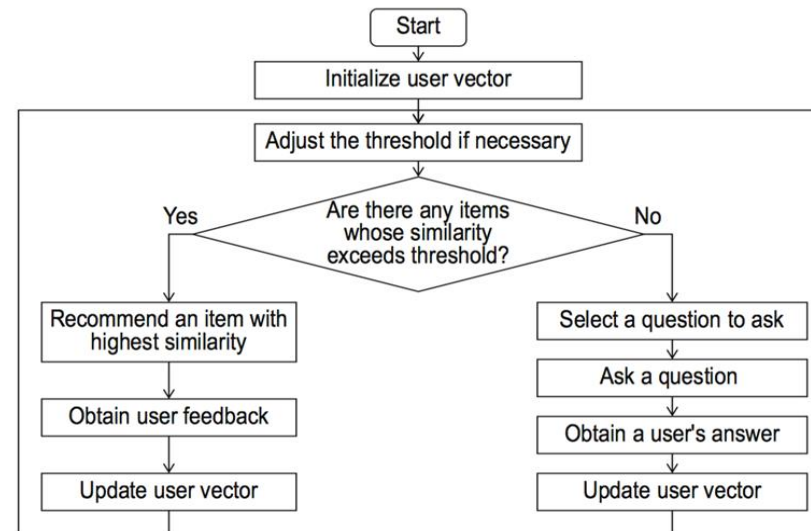 Start
Initialize user vector
Adjust the threshold if necessary
Are there any items
whose similarity
exceeds threshold?
Yes
No
Recommend an item with
highest similarity
Obtain user feedback
Update user vector
Select a question to ask
Ask a question
Obtain a user's answer
Update user vector